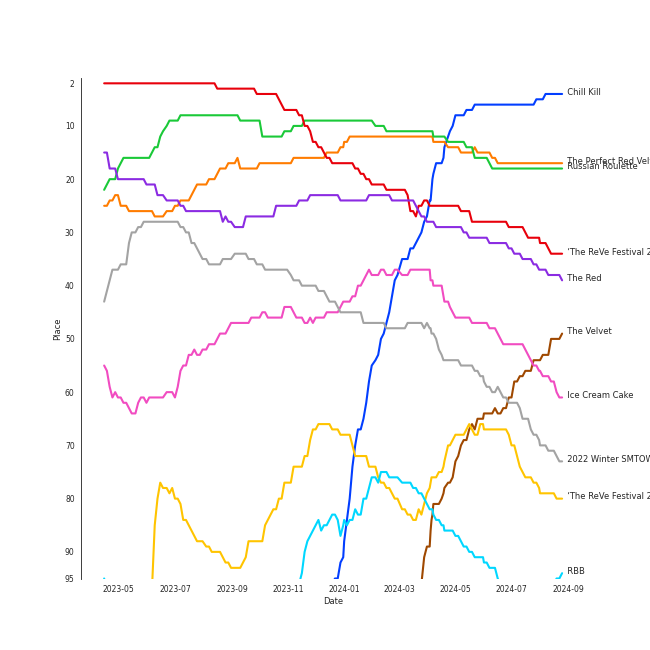 2
Chill Kill
10
The Perfect Red Vel
Russian Roulette
20
30
'The ReVe Festival 2
The Red
40
Place
The Velvet
50
60
Ice Cream Cake
70
2022 Winter SMTOW
80
'The ReVe Festival 2
90
RBB
95
2023-05 2023-07 2023-09 2023-11 2024-01 2024-03 2024-05 2024-07 2024-09
Date